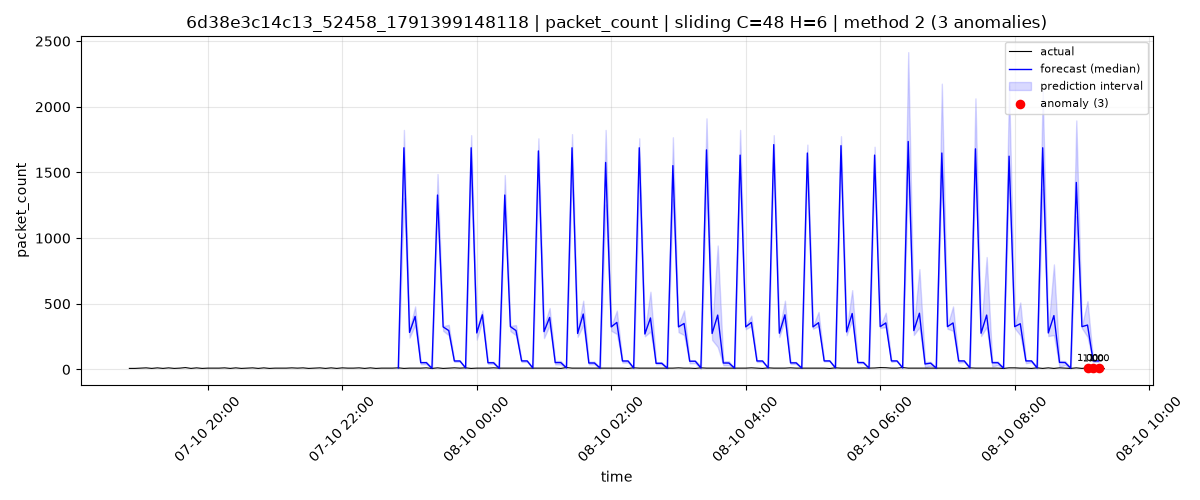 6d38e3c14c13_52458_1791399148118 | packet_count | sliding C=48 H=6 | method 2 (3 anomalies)
actual
forecast (median)
prediction interval
anomaly (3)
2500
2000
1500
1000
500
0
packet_count
07-10 20:00
07-10 22:00
08-10 00:00
08-10 02:00
08-10 04:00
08-10 06:00
08-10 08:00
08-10 10:00
time